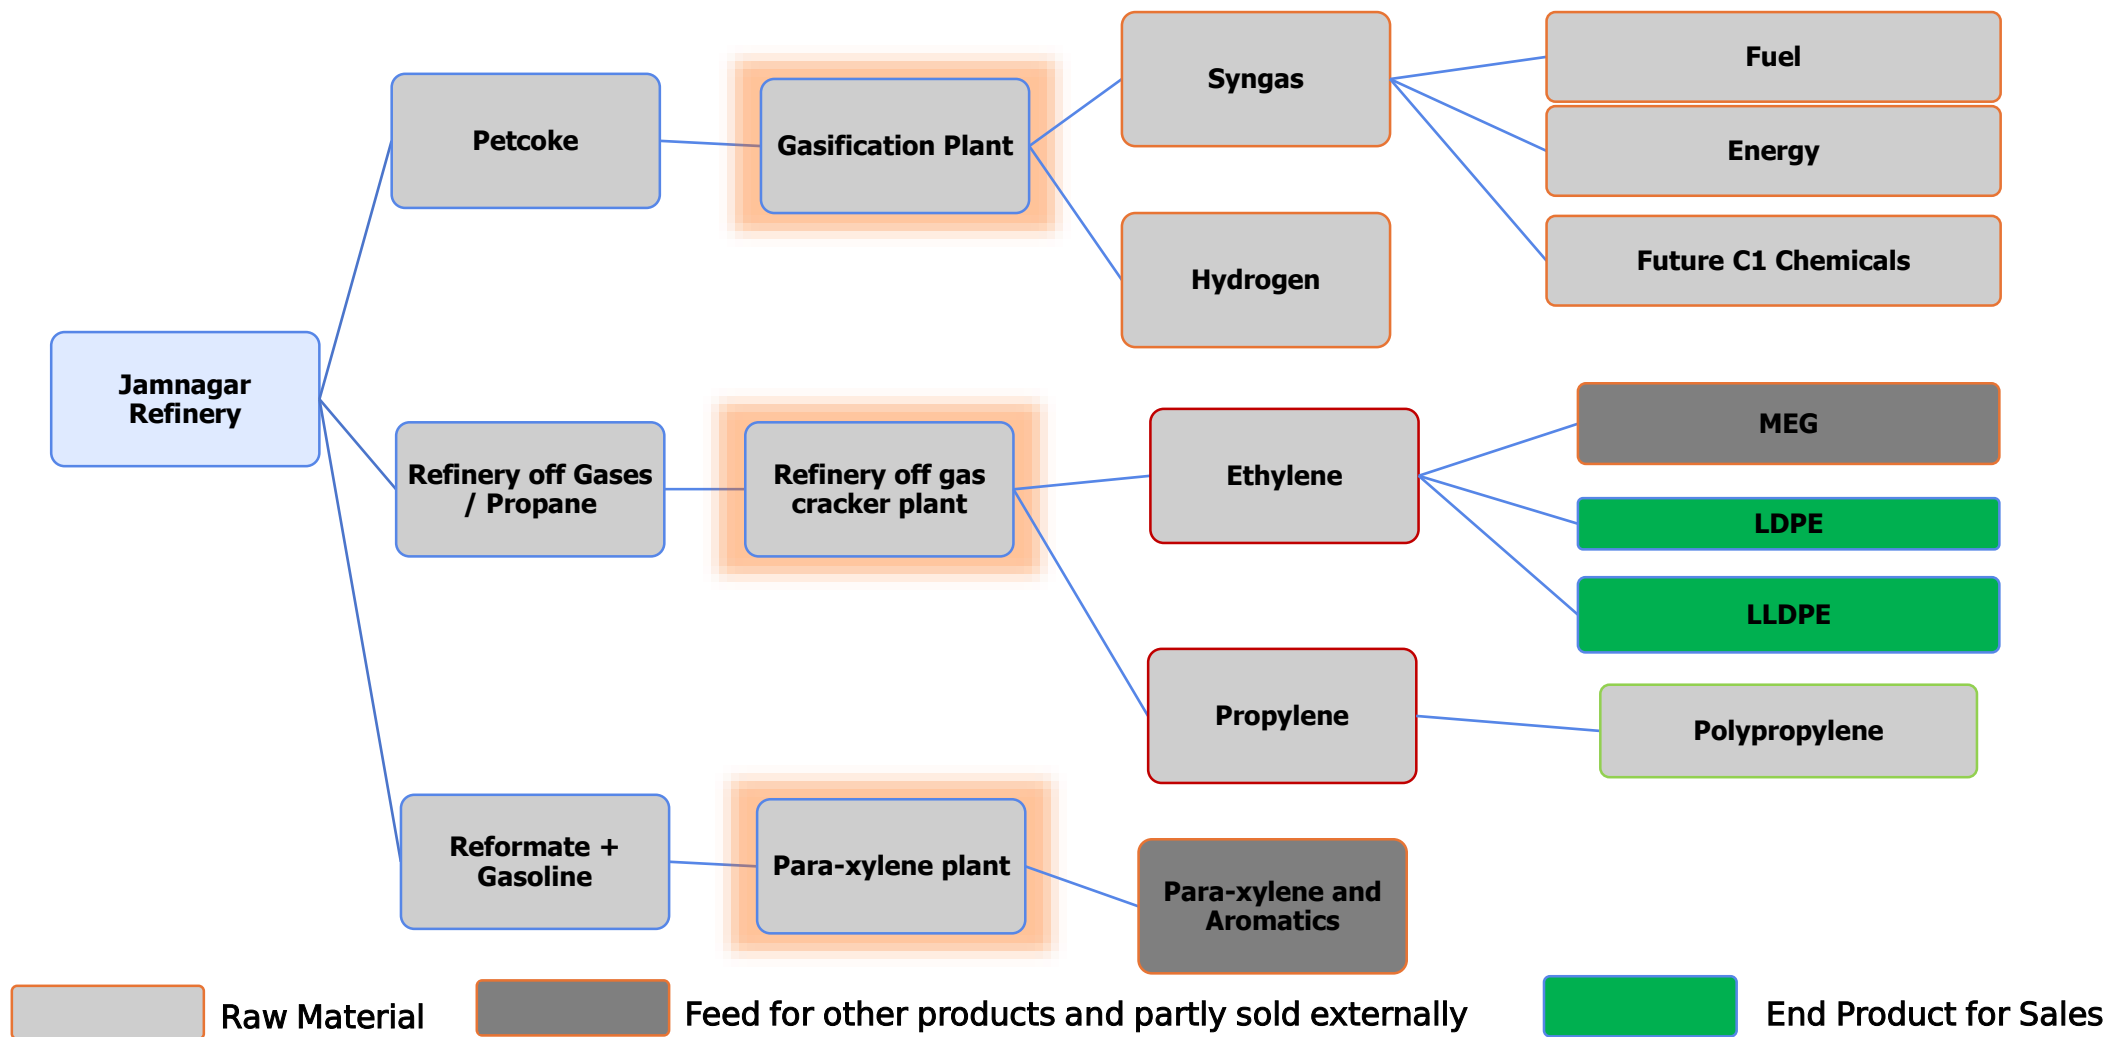 Jamnagar
Refinery
Petcoke
Gasification Plant
Syngas
Hydrogen
Fuel
Energy
Future C1 Chemicals
Refinery off Gases
/ Propane
Refinery off gas
cracker plant
Ethylene
Propylene
MEG
LDPE
LLDPE
Polypropylene
Reformate +
Gasoline
Para-xylene plant
Para-xylene and
Aromatics
Raw Material
Feed for other products and partly sold externally
End Product for Sales